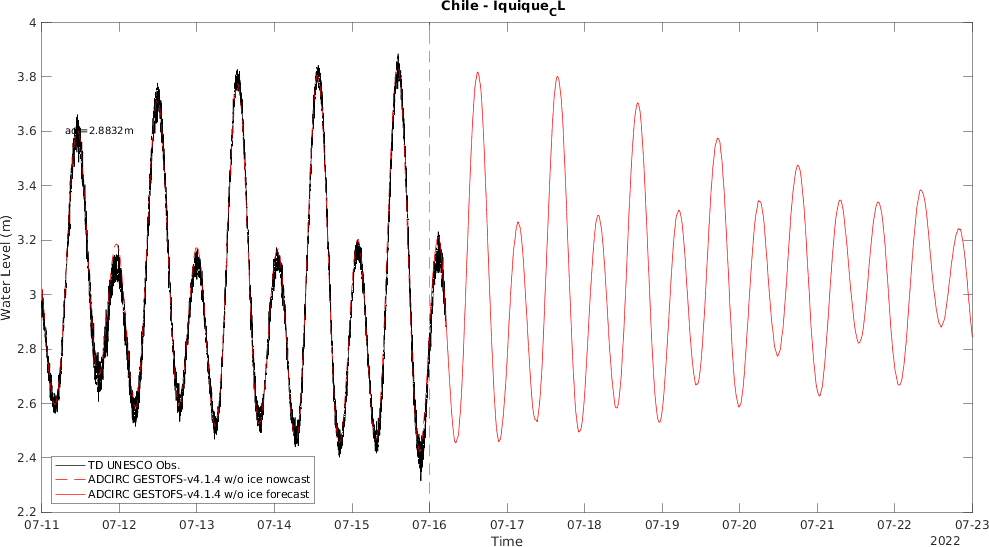 Chile - Iquique_CL
4
3.8
3.6
3.4
3.2
3
2.8
2.6
2.4
2.2
Water Level (m)
=2.8832m
TD UNESCO Obs.
ADCIRC GESTOFS-v4.1.4 w/o ice nowcast
ADCIRC GESTOFS-v4.1.4 w/o ice forecast
07-11 07-12 07-13 07-14 07-15 07-16 07-17 07-18 07-19 07-20 07-21 07-22 07-23
Time
2022